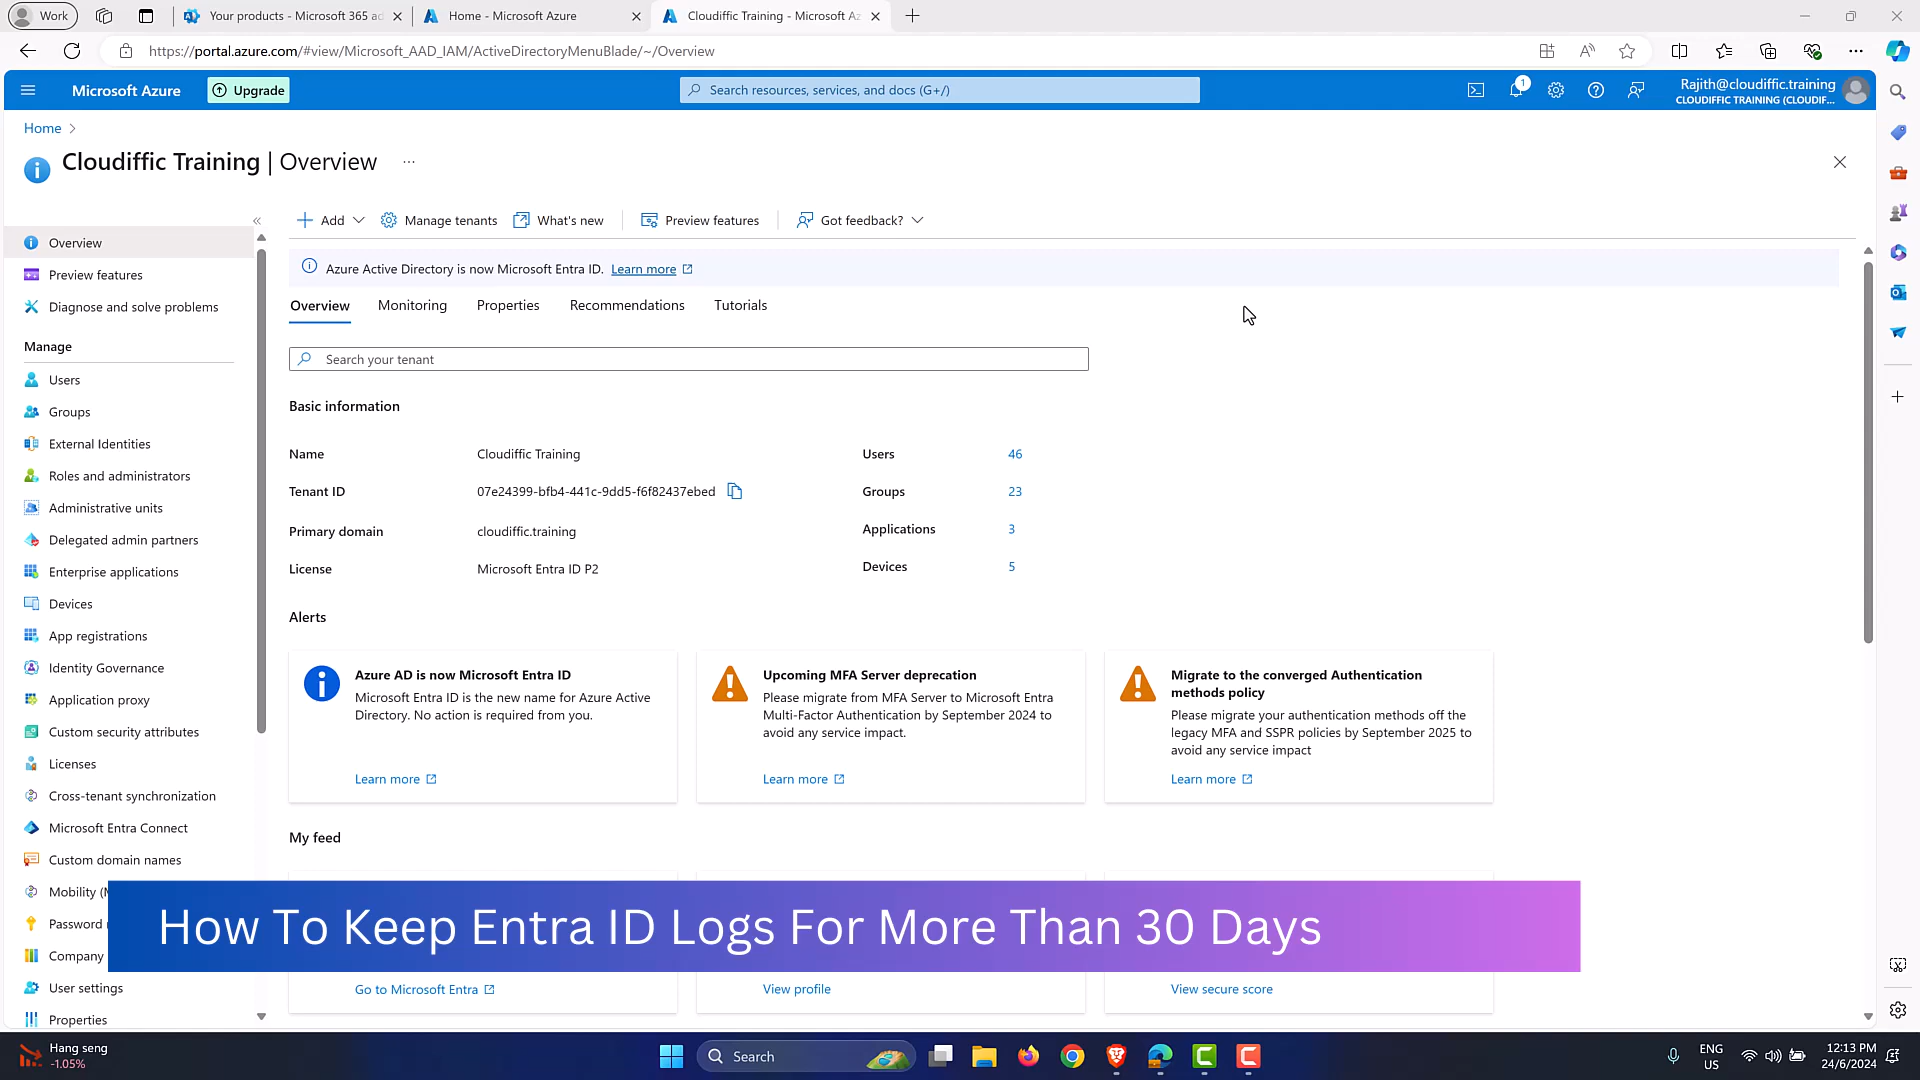 Work
Your products - Microsoft 365 ad
Home - Microsoft Azure
Cloudiffic Training - Microsoft Az
https://portal.azure.com/#view/Microsoft_AAD_IAM/ActiveDirectoryMenuBlade/~/Overview
Microsoft Azure
Upgrade
Search resources, services, and docs (G+/)
1
Rajith@cloudiffic.training
CLOUDIFFIC TRAINING (CLOUDIF...
Home
Cloudiffic Training | Overview
...
Add
Manage tenants
What's new
Preview features
Got feedback?
Overview
Preview features
Diagnose and solve problems
Manage
Users
Groups
External Identities
Roles and administrators
Administrative units
Delegated admin partners
Enterprise applications
Devices
App registrations
Identity Governance
Application proxy
Custom security attributes
Licenses
Cross-tenant synchronization
Microsoft Entra Connect
Custom domain names
Mobility (M
Password r
Company
User settings
Properties
Azure Active Directory is now Microsoft Entra ID. Learn more
Overview
Monitoring
Properties
Recommendations
Tutorials
Search your tenant
Basic information
Name Cloudiffic Training Users 46
Tenant ID 07e24399-bfb4-441c-9dd5-f6f82437ebed Groups 23
Primary domain cloudiffic.training Applications 3
License Microsoft Entra ID P2 Devices 5
Alerts
Azure AD is now Microsoft Entra ID
Microsoft Entra ID is the new name for Azure Active
Directory. No action is required from you.
Learn more
Upcoming MFA Server deprecation
Please migrate from MFA Server to Microsoft Entra
Multi-Factor Authentication by September 2024 to
avoid any service impact.
Learn more
Migrate to the converged Authentication
methods policy
Please migrate your authentication methods off the
legacy MFA and SSPR policies by September 2025 to
avoid any service impact
Learn more
My feed
How To Keep Entra ID Logs For More Than 30 Days
Go to Microsoft Entra
View profile
View secure score
Hang seng
-1.05%
Search
ENG
US
12:13 PM
24/6/2024